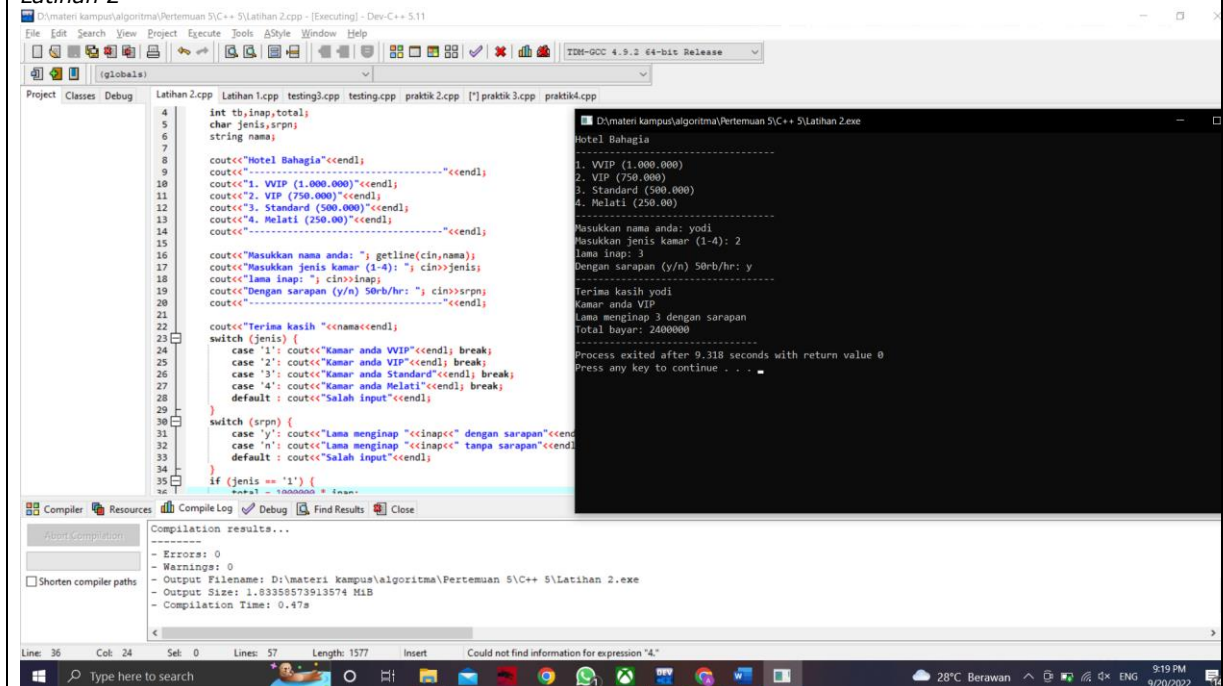 Latihan 2
D:\materi kampus\algoritma\Pertemuan 5\C++ 5\Latihan 2.cpp - [Executing] - Dev-C++ 5.11
File Edit Search View Project Execute Tools AStyle Window Help
TDM-GCC 4.9.2 64-bit Release
(globals)
Project Classes Debug
Latihan 2.cpp Latihan 1.cpp testing3.cpp testing.cpp praktik 2.cpp [*] praktik 3.cpp praktik4.cpp
4 int tb,inap,total;
5 char jenis,srpn;
6 string nama;
7
8 cout<<"Hotel Bahagia"<<endl;
9 cout<<"----------------------------------"<<endl;
10 cout<<"1. VVIP (1.000.000)"<<endl;
11 cout<<"2. VIP (750.000)"<<endl;
12 cout<<"3. Standard (500.000)"<<endl;
13 cout<<"4. Melati (250.00)"<<endl;
14 cout<<"----------------------------------"<<endl;
15
16 cout<<"Masukkan nama anda: "; getline(cin,nama);
17 cout<<"Masukkan jenis kamar (1-4): "; cin>>jenis;
18 cout<<"lama inap: "; cin>>inap;
19 cout<<"Dengan sarapan (y/n) 50rb/hr: "; cin>>srpn;
20 cout<<"----------------------------------"<<endl;
21
22 cout<<"Terima kasih "<<nama<<endl;
23 switch (jenis) {
24 case '1': cout<<"Kamar anda VVIP"<<endl; break;
25 case '2': cout<<"Kamar anda VIP"<<endl; break;
26 case '3': cout<<"Kamar anda Standard"<<endl; break;
27 case '4': cout<<"Kamar anda Melati"<<endl; break;
28 default : cout<<"Salah input"<<endl;
29 }
30 switch (srpn) {
31 case 'y': cout<<"Lama menginap "<<inap<<" dengan sarapan"<<end
32 case 'n': cout<<"Lama menginap "<<inap<<" tanpa sarapan"<<endl
33 default : cout<<"Salah input"<<endl;
34 }
35 if (jenis == '1') {
36 total = 1000000 * inap;
D:\materi kampus\algoritma\Pertemuan 5\C++ 5\Latihan 2.exe
Hotel Bahagia
----------------------------------
1. VVIP (1.000.000)
2. VIP (750.000)
3. Standard (500.000)
4. Melati (250.00)
----------------------------------
Masukkan nama anda: yodi
Masukkan jenis kamar (1-4): 2
lama inap: 3
Dengan sarapan (y/n) 50rb/hr: y
----------------------------------
Terima kasih yodi
Kamar anda VIP
Lama menginap 3 dengan sarapan
Total bayar: 2400000
--------------------------------
Process exited after 9.318 seconds with return value 0
Press any key to continue . . .
Compiler Resources Compile Log Debug Find Results Close
Abort Compilation
Shorten compiler paths
Compilation results...
--------
- Errors: 0
- Warnings: 0
- Output Filename: D:\materi kampus\algoritma\Pertemuan 5\C++ 5\Latihan 2.exe
- Output Size: 1.83358573913574 MiB
- Compilation Time: 0.47s
Line: 36 Col: 24 Sel: 0 Lines: 57 Length: 1577 Insert Could not find information for expression "4."
Type here to search
28°C Berawan ENG 9:19 PM
9/20/2022